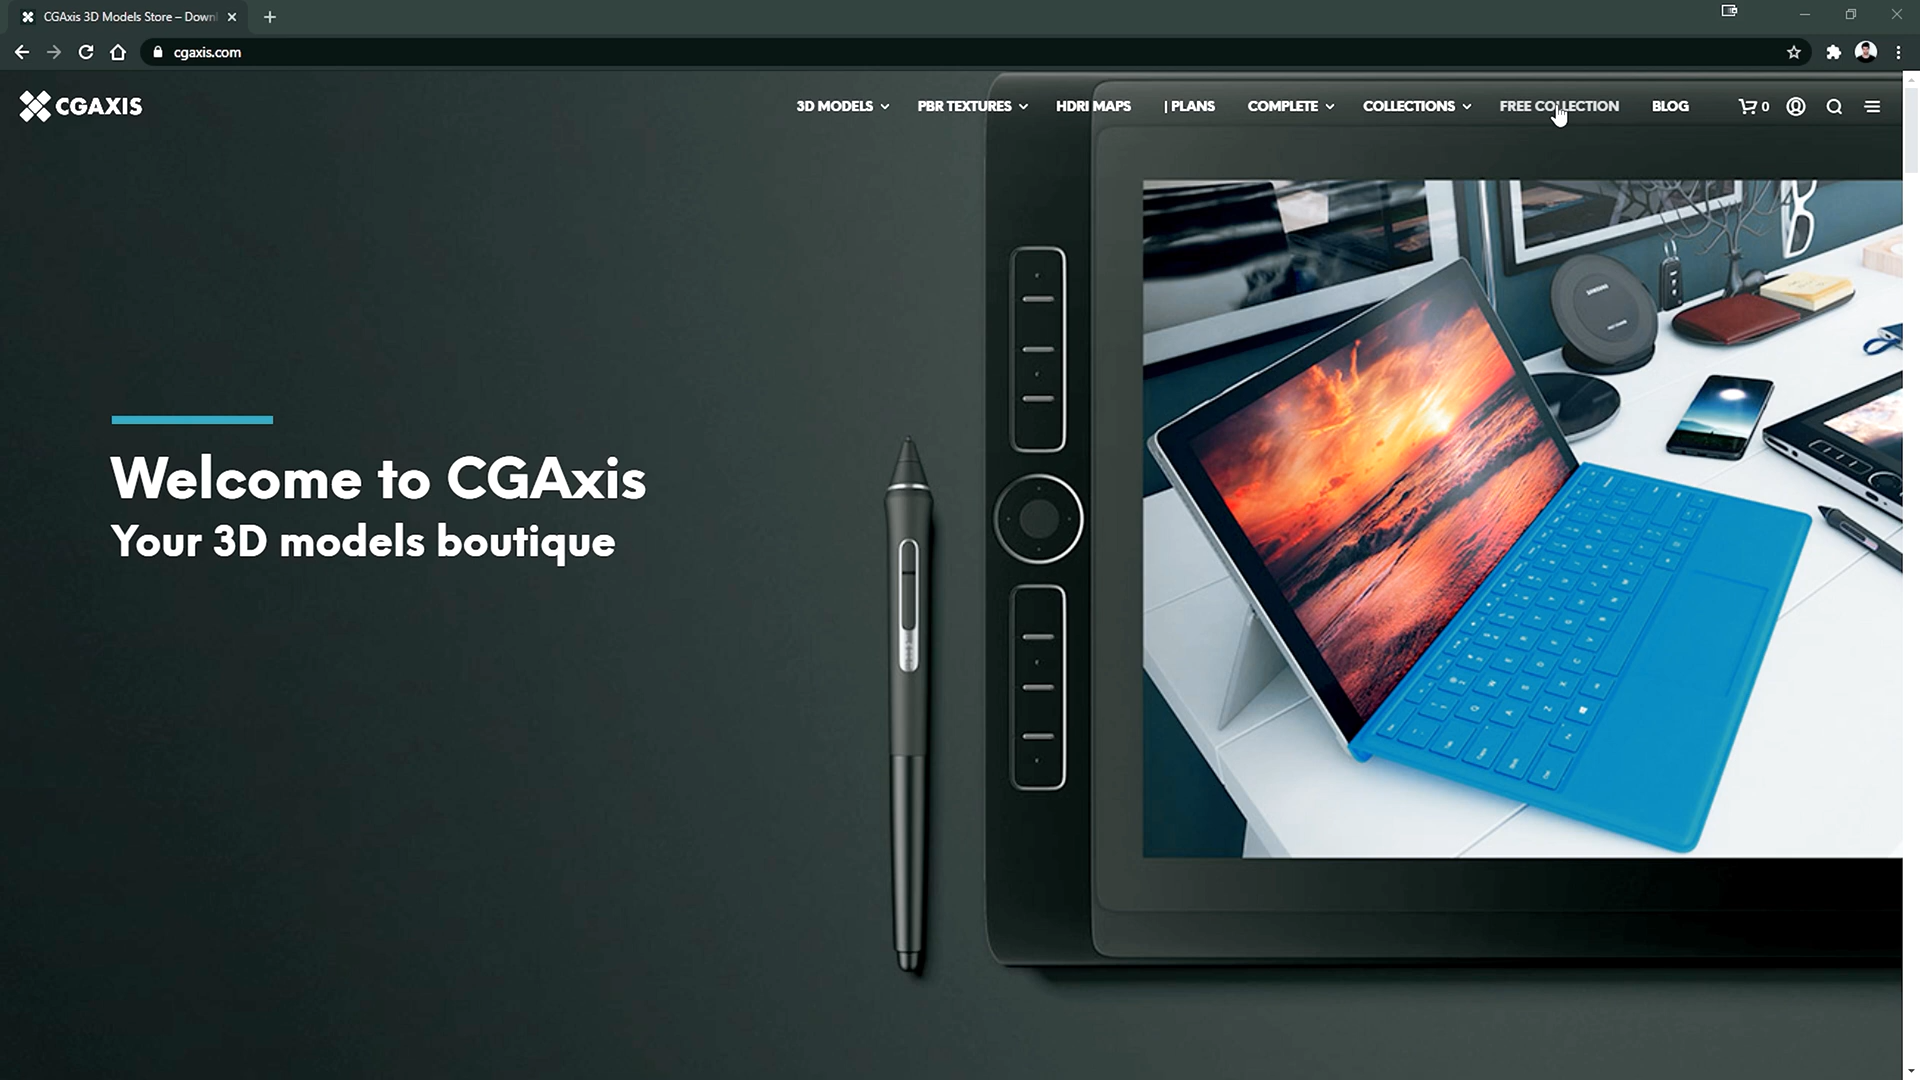 CGAxis 3D Models Store – Down
cgaxis.com
CGAXIS
3D MODELS
PBR TEXTURES
HDRI MAPS
| PLANS
COMPLETE
COLLECTIONS
FREE COLLECTION
BLOG
0
Welcome to CGAxis
Your 3D models boutique
SAMSUNG